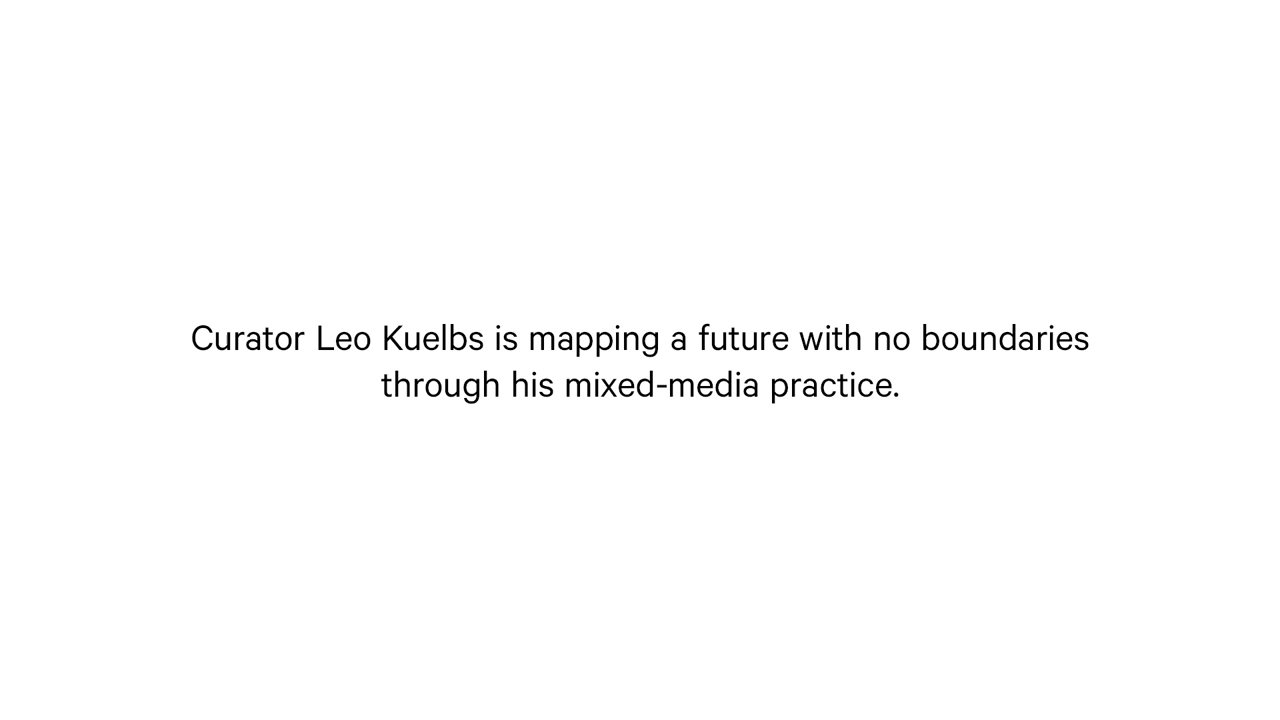 Curator Leo Kuelbs is mapping a future with no boundaries
through his mixed-media practice.